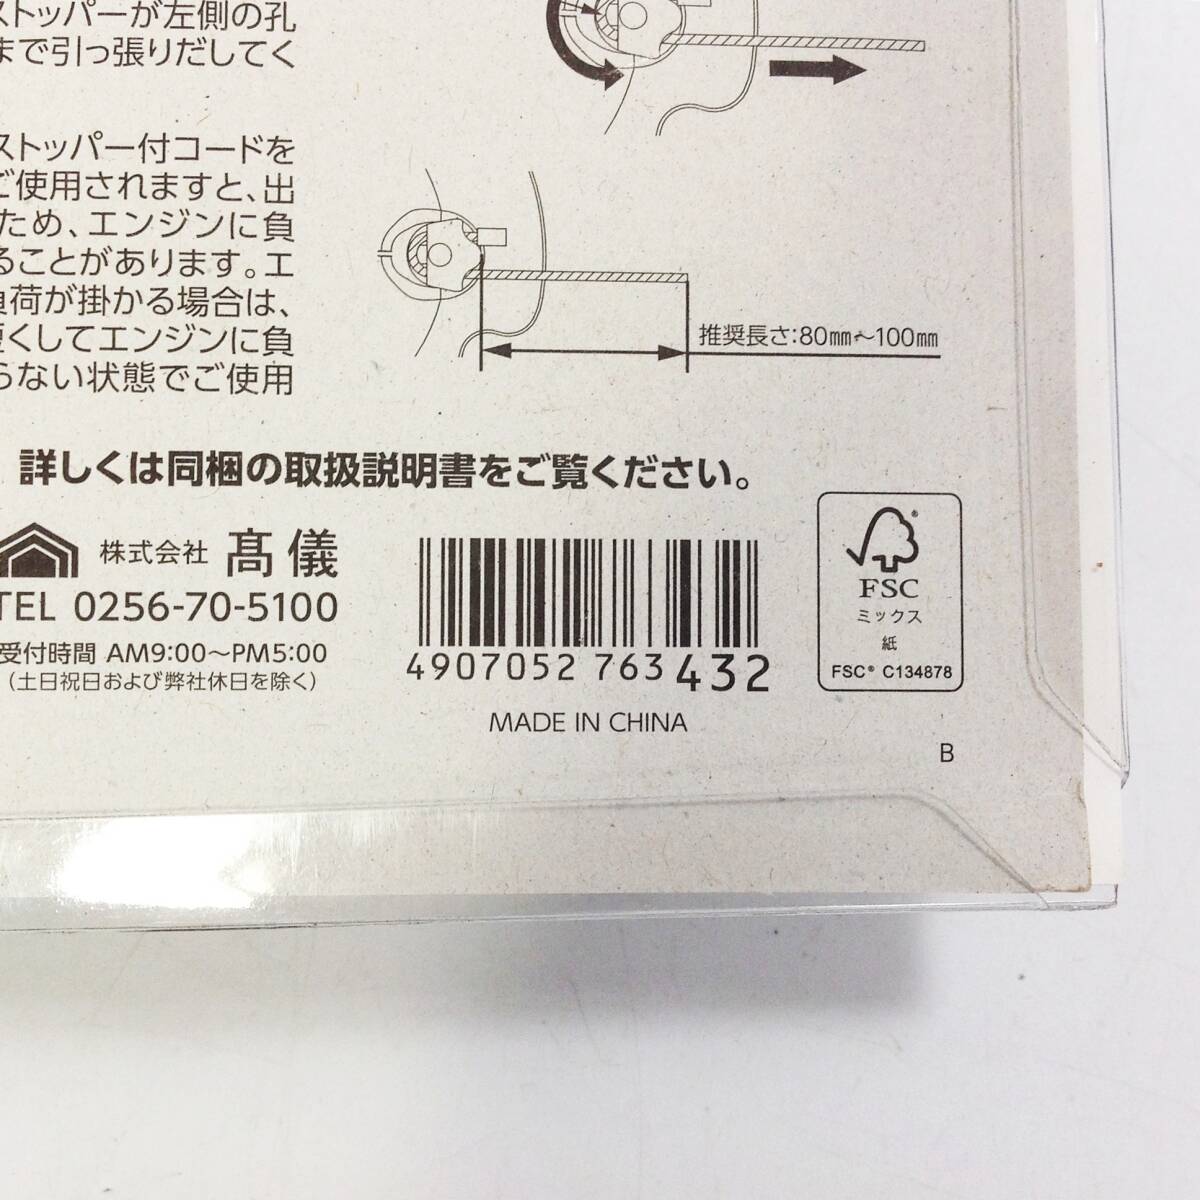 ストッパーが左側の孔
まで引っ張りだしてく
ストッパー付コードを
ご使用されますと、出
ため、エンジンに負
ることがあります。エ
負荷が掛かる場合は、
短くしてエンジンに負
らない状態でご使用
推奨長さ:80mm〜100mm
詳しくは同梱の取扱説明書をご覧ください。
株式会社 髙儀
TEL 0256-70-5100
受付時間 AM9:00〜PM5:00
(土日祝日および弊社休日を除く)
4907052 763432
MADE IN CHINA
FSC
ミックス
紙
FSC® C134878
B